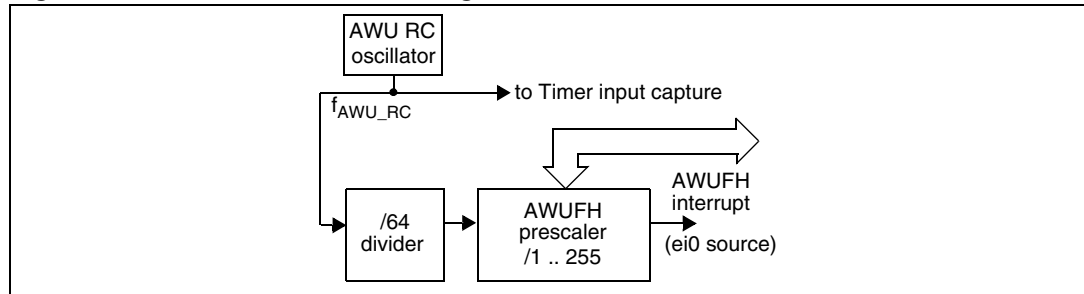 AWU RC
oscillator
to Timer input capture
fAWU_RC
AWUFH
interrupt
/64
divider
AWUFH
prescaler
/1 .. 255
(ei0 source)